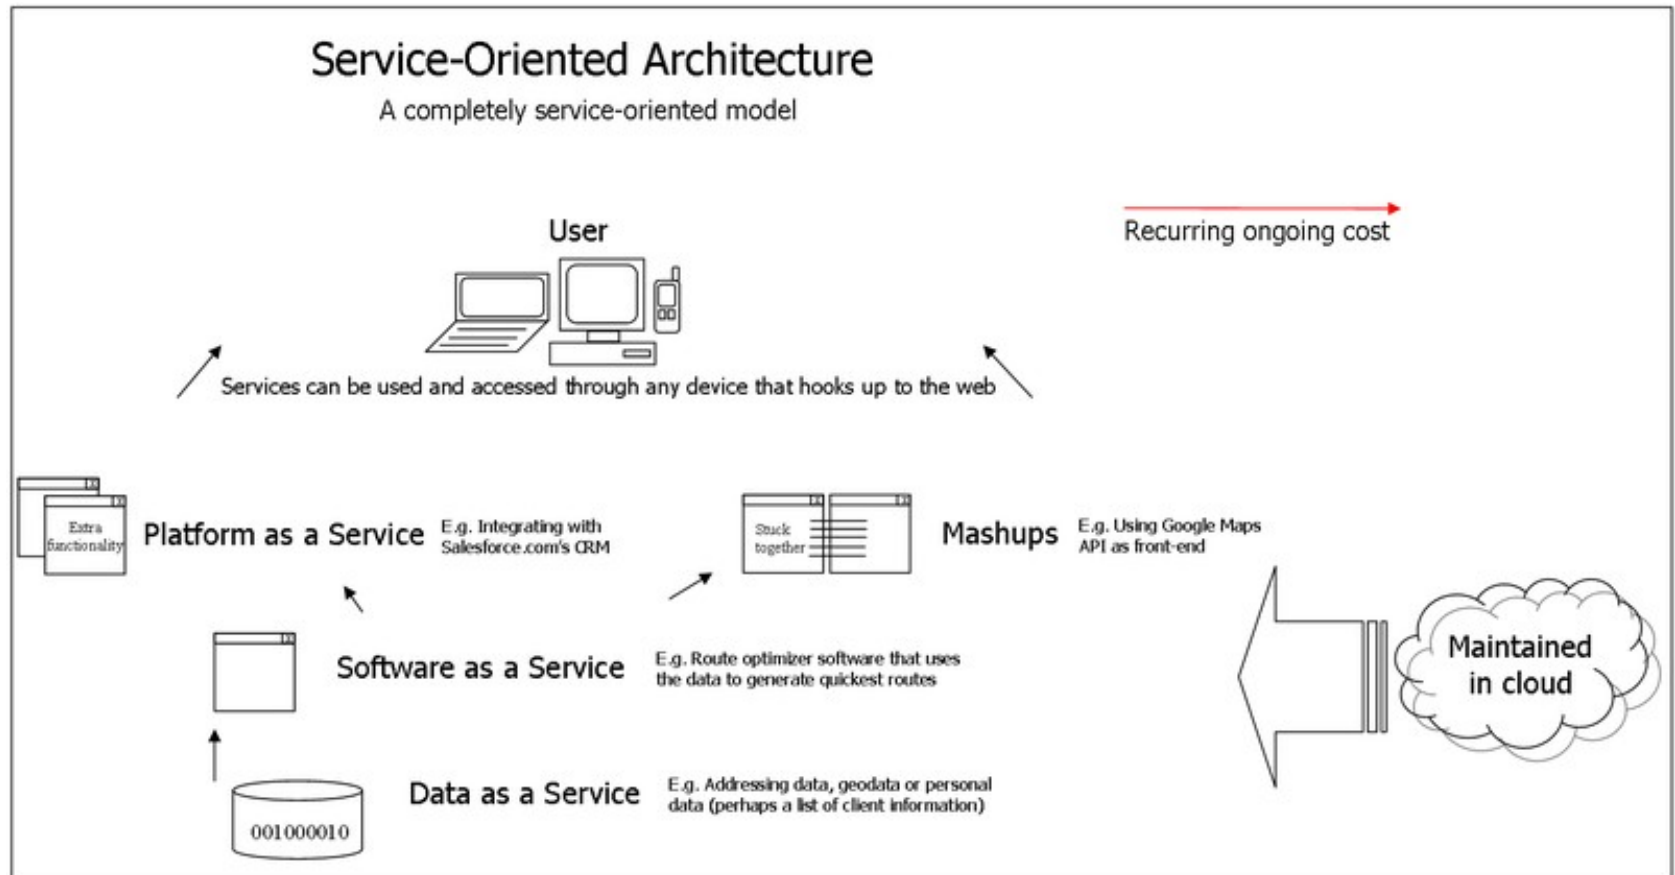 Service-Oriented Architecture
A completely service-oriented model
User
Recurring ongoing cost
Services can be used and accessed through any device that hooks up to the web
Extra
functionality
Platform as a Service
E.g. Integrating with
Salesforce.com's CRM
Stuck
together
Mashups
E.g. Using Google Maps
API as front-end
Software as a Service
E.g. Route optimizer software that uses
the data to generate quickest routes
Maintained
in cloud
Data as a Service
E.g. Addressing data, geodata or personal
data (perhaps a list of client information)
001000010